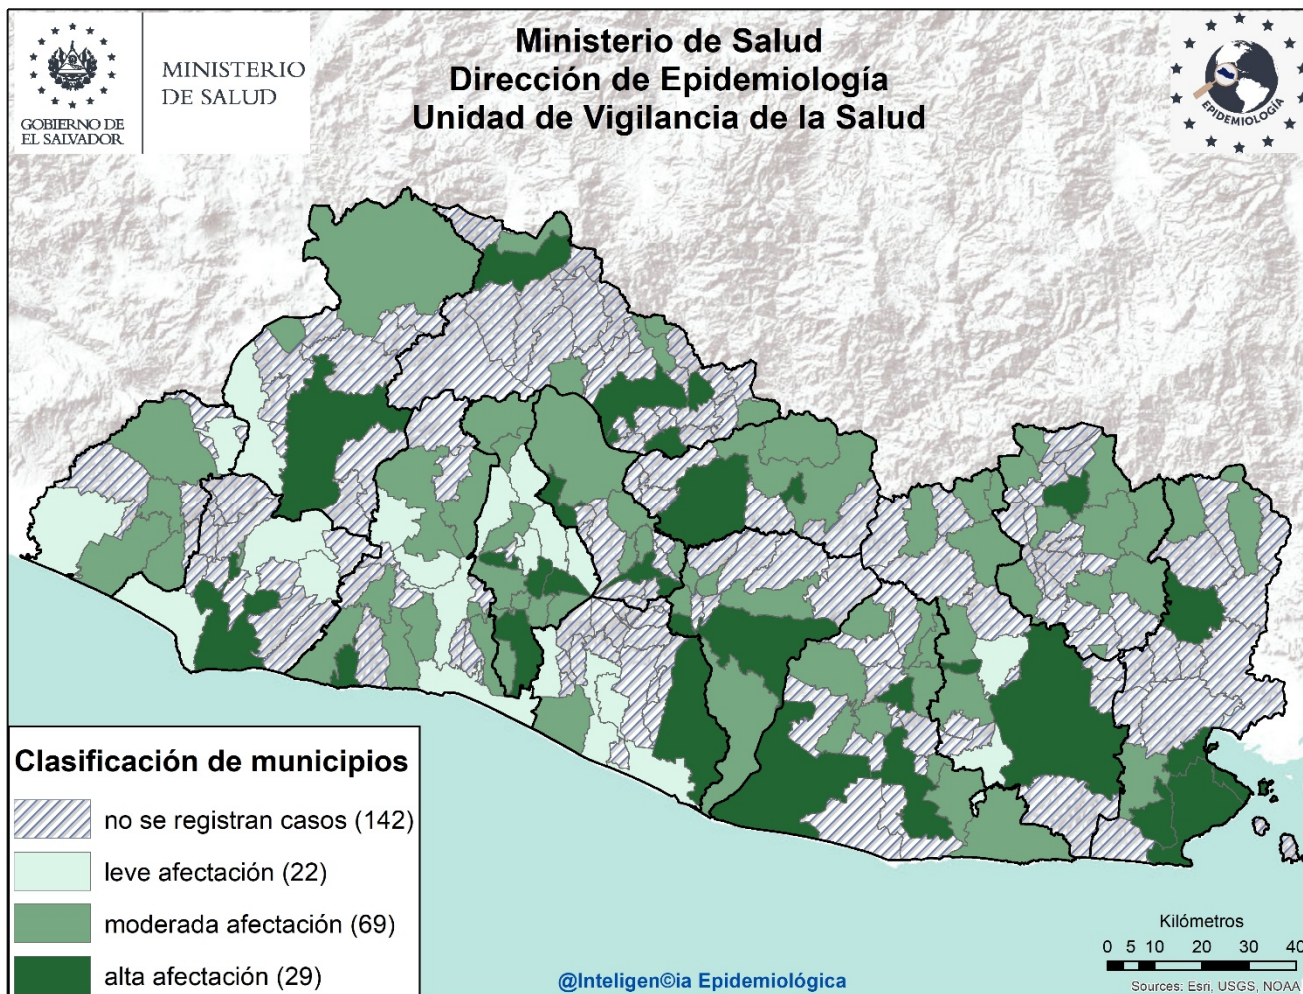 GOBIERNO DE
EL SALVADOR
MINISTERIO
DE SALUD
Ministerio de Salud
Dirección de Epidemiología
Unidad de Vigilancia de la Salud
EPIDEMIOLOGÍA
Clasificación de municipios
no se registran casos (142)
leve afectación (22)
moderada afectación (69)
alta afectación (29)
@Inteligen©ia Epidemiológica
Kilómetros
0 5 10 20 30 40
Sources: Esri, USGS, NOAA